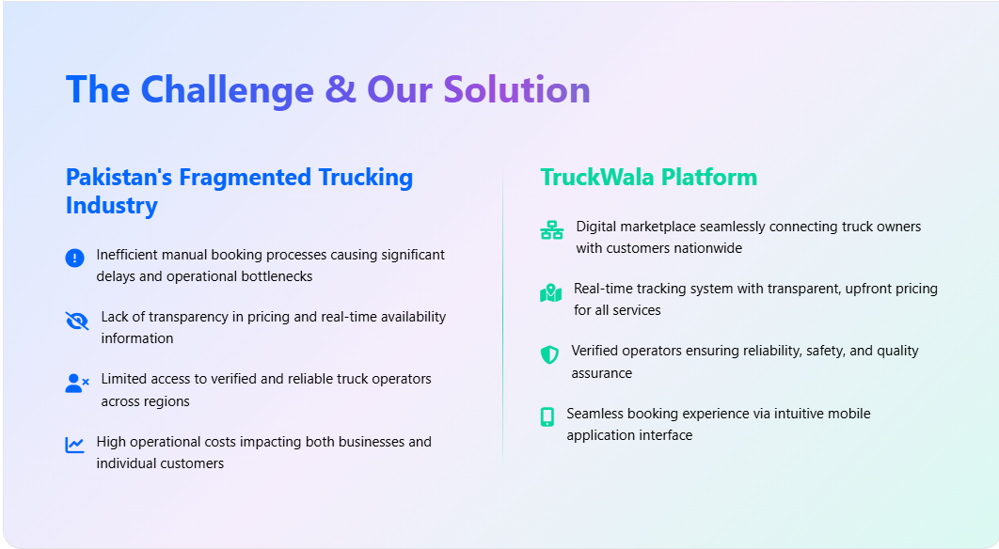 The Challenge & Our Solution
Pakistan's Fragmented Trucking
Industry
Inefficient manual booking processes causing significant
delays and operational bottlenecks
Lack of transparency in pricing and real-time availability
information
Limited access to verified and reliable truck operators
across regions
High operational costs impacting both businesses and
individual customers
TruckWala Platform
Digital marketplace seamlessly connecting truck owners
with customers nationwide
Real-time tracking system with transparent, upfront pricing
for all services
Verified operators ensuring reliability, safety, and quality
assurance
Seamless booking experience via intuitive mobile
application interface